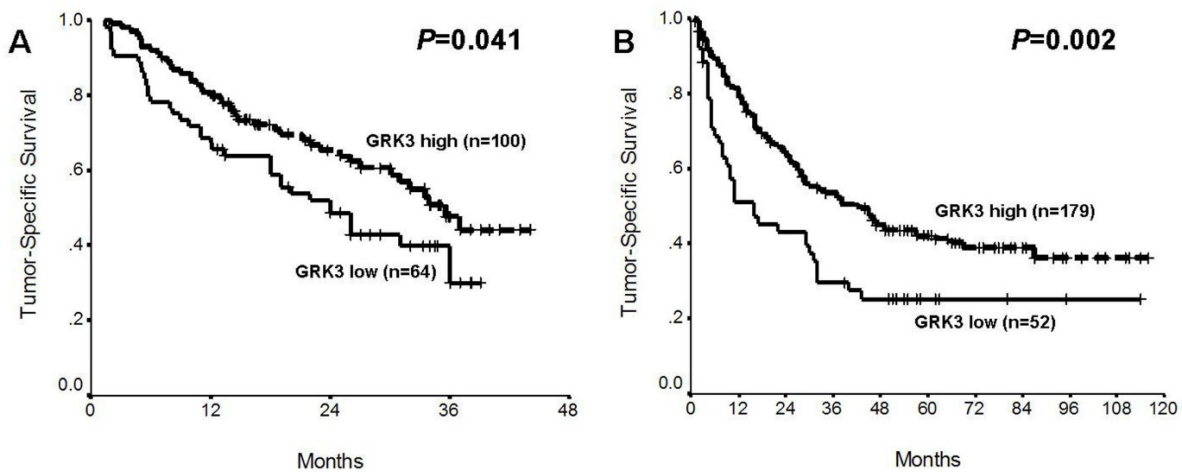 A
P=0.041
Tumor-Specific Survival
1.0
.8
.6
.4
.2
0.0
GRK3 high (n=100)
GRK3 low (n=64)
0 12 24 36 48
Months
B
P=0.002
Tumor-Specific Survival
1.0
.8
.6
.4
.2
0.0
GRK3 high (n=179)
GRK3 low (n=52)
0 12 24 36 48 60 72 84 96 108 120
Months